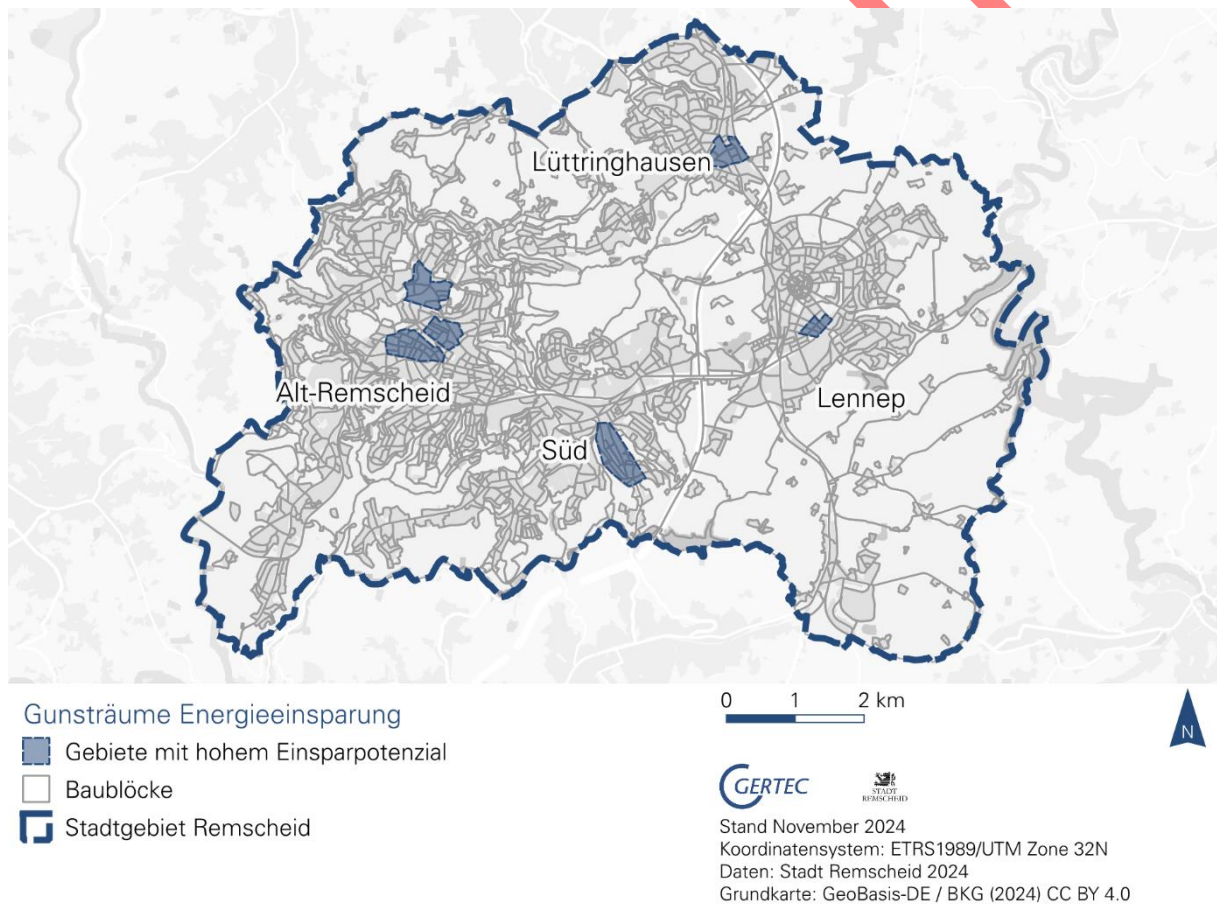 Lüttringhausen
Alt-Remscheid
Lennep
Süd
Gunsträume Energieeinsparung
Gebiete mit hohem Einsparpotenzial
Baublöcke
Stadtgebiet Remscheid
0 1 2 km
N
GERTEC
STADT
REMSCHEID
Stand November 2024
Koordinatensystem: ETRS1989/UTM Zone 32N
Daten: Stadt Remscheid 2024
Grundkarte: GeoBasis-DE / BKG (2024) CC BY 4.0